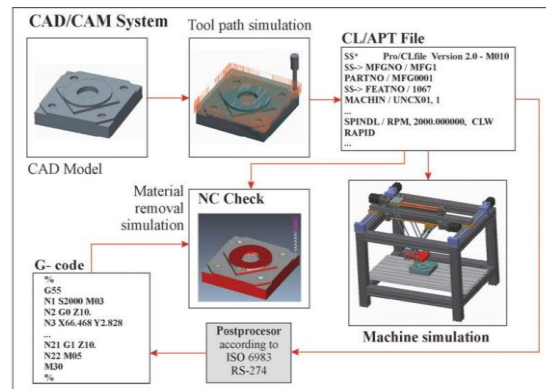 CAD/CAM System
Tool path simulation
CL/APT File
$$*     Pro/CLfile  Version 2.0 - M010
$$-> MFGNO / MFG1
PARTNO / MFG0001
$$-> FEATNO / 1067
MACHIN / UNCX01, 1
...
SPINDL / RPM, 2000.000000,  CLW
RAPID
CAD Model
Material
removal
simulation
NC Check
G- code
%
G55
N1 S2000 M03
N2 G0 Z10.
N3 X66.468 Y2.828
...
N21 G1 Z10.
N22 M05
M30
%
Postprocesor
according to
ISO 6983
RS-274
Machine simulation